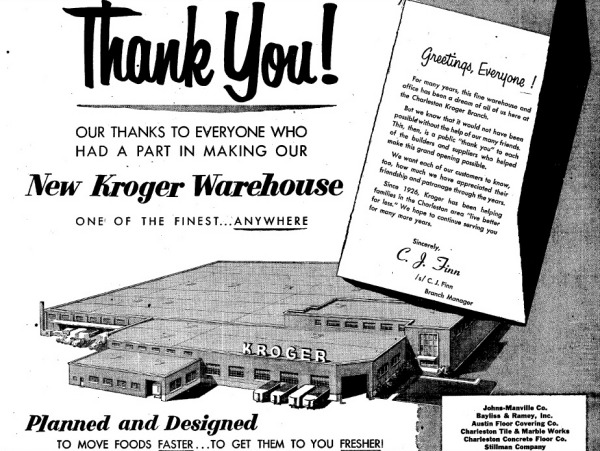 Thank You!
OUR THANKS TO EVERYONE WHO
HAD A PART IN MAKING OUR
New Kroger Warehouse
ONE OF THE FINEST...ANYWHERE
Greetings, Everyone!
For many years, this fine warehouse and
office has been a dream of all of us here at
the Charleston Kroger Branch.
But we know that it would not have been
possible without the help of our many friends.
This, then, is a public "thank you" to each
of the builders and suppliers who helped
make this grand opening possible.
We want each of our customers to know,
too, how much we have appreciated their
friendship and patronage through the years.
Since 1926, Kroger has been helping
families in the Charleston area "live better
for less." We hope to continue serving you
for many more years.
Sincerely,
C. J. Finn
/s/ C. J. Finn
Branch Manager
KROGER
Planned and Designed
TO MOVE FOODS FASTER...TO GET THEM TO YOU FRESHER!
Johns-Manville Co.
Bayliss & Ramey, Inc.
Austin Floor Covering Co.
Charleston Tile & Marble Works
Charleston Concrete Floor Co.
Stillman Company